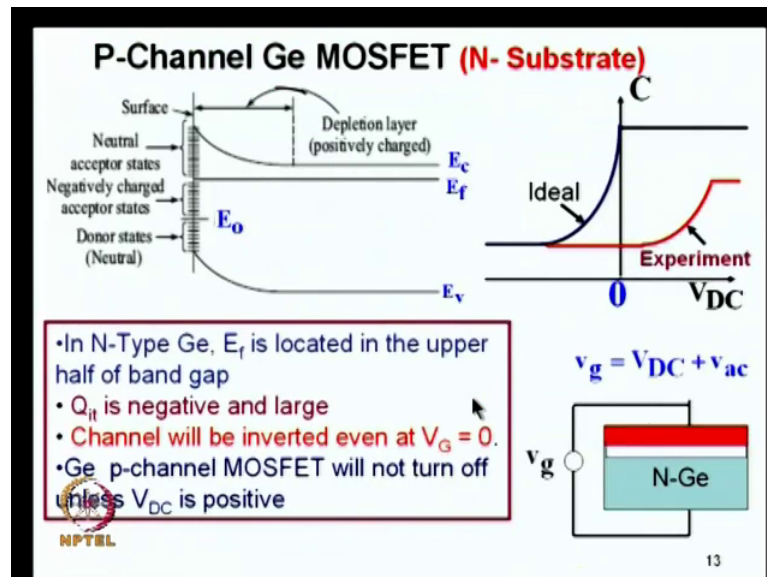 P-Channel Ge MOSFET (N- Substrate)
Surface
Depletion layer
(positively charged)
Neutral
acceptor states
Negatively charged
acceptor states
Donor states
(Neutral)
Ec
Ef
Eo
Ev
C
Ideal
Experiment
0
VDC
•In N-Type Ge, Ef is located in the upper
half of band gap
• Qit is negative and large
• Channel will be inverted even at VG = 0.
•Ge p-channel MOSFET will not turn off
unless VDC is positive
vg = VDC + vac
vg
N-Ge
NPTEL
13